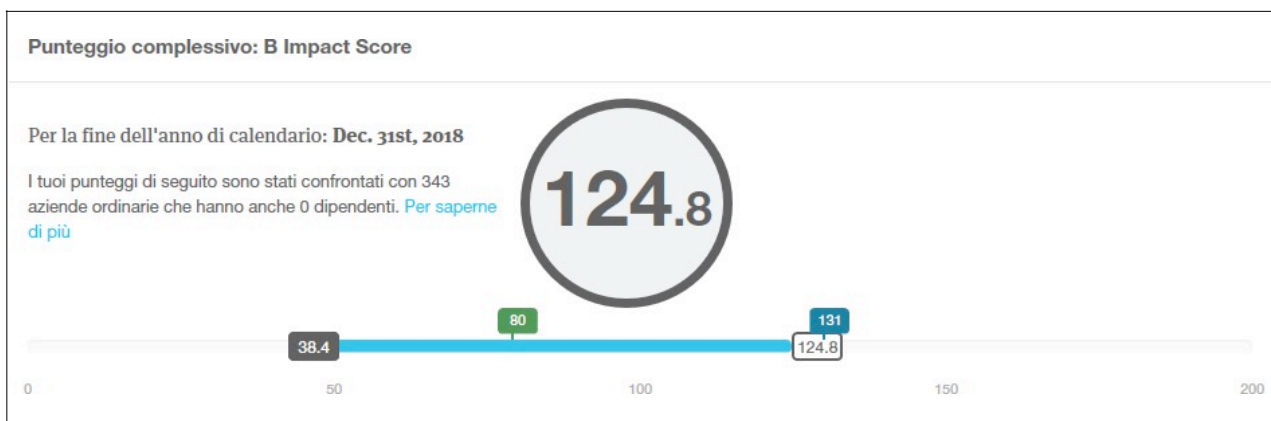 Punteggio complessivo: B Impact Score
Per la fine dell'anno di calendario: Dec. 31st, 2018
I tuoi punteggi di seguito sono stati confrontati con 343
aziende ordinarie che hanno anche 0 dipendenti. Per saperne
di più
124.8
80
131
38.4
124.8
0
50
100
150
200